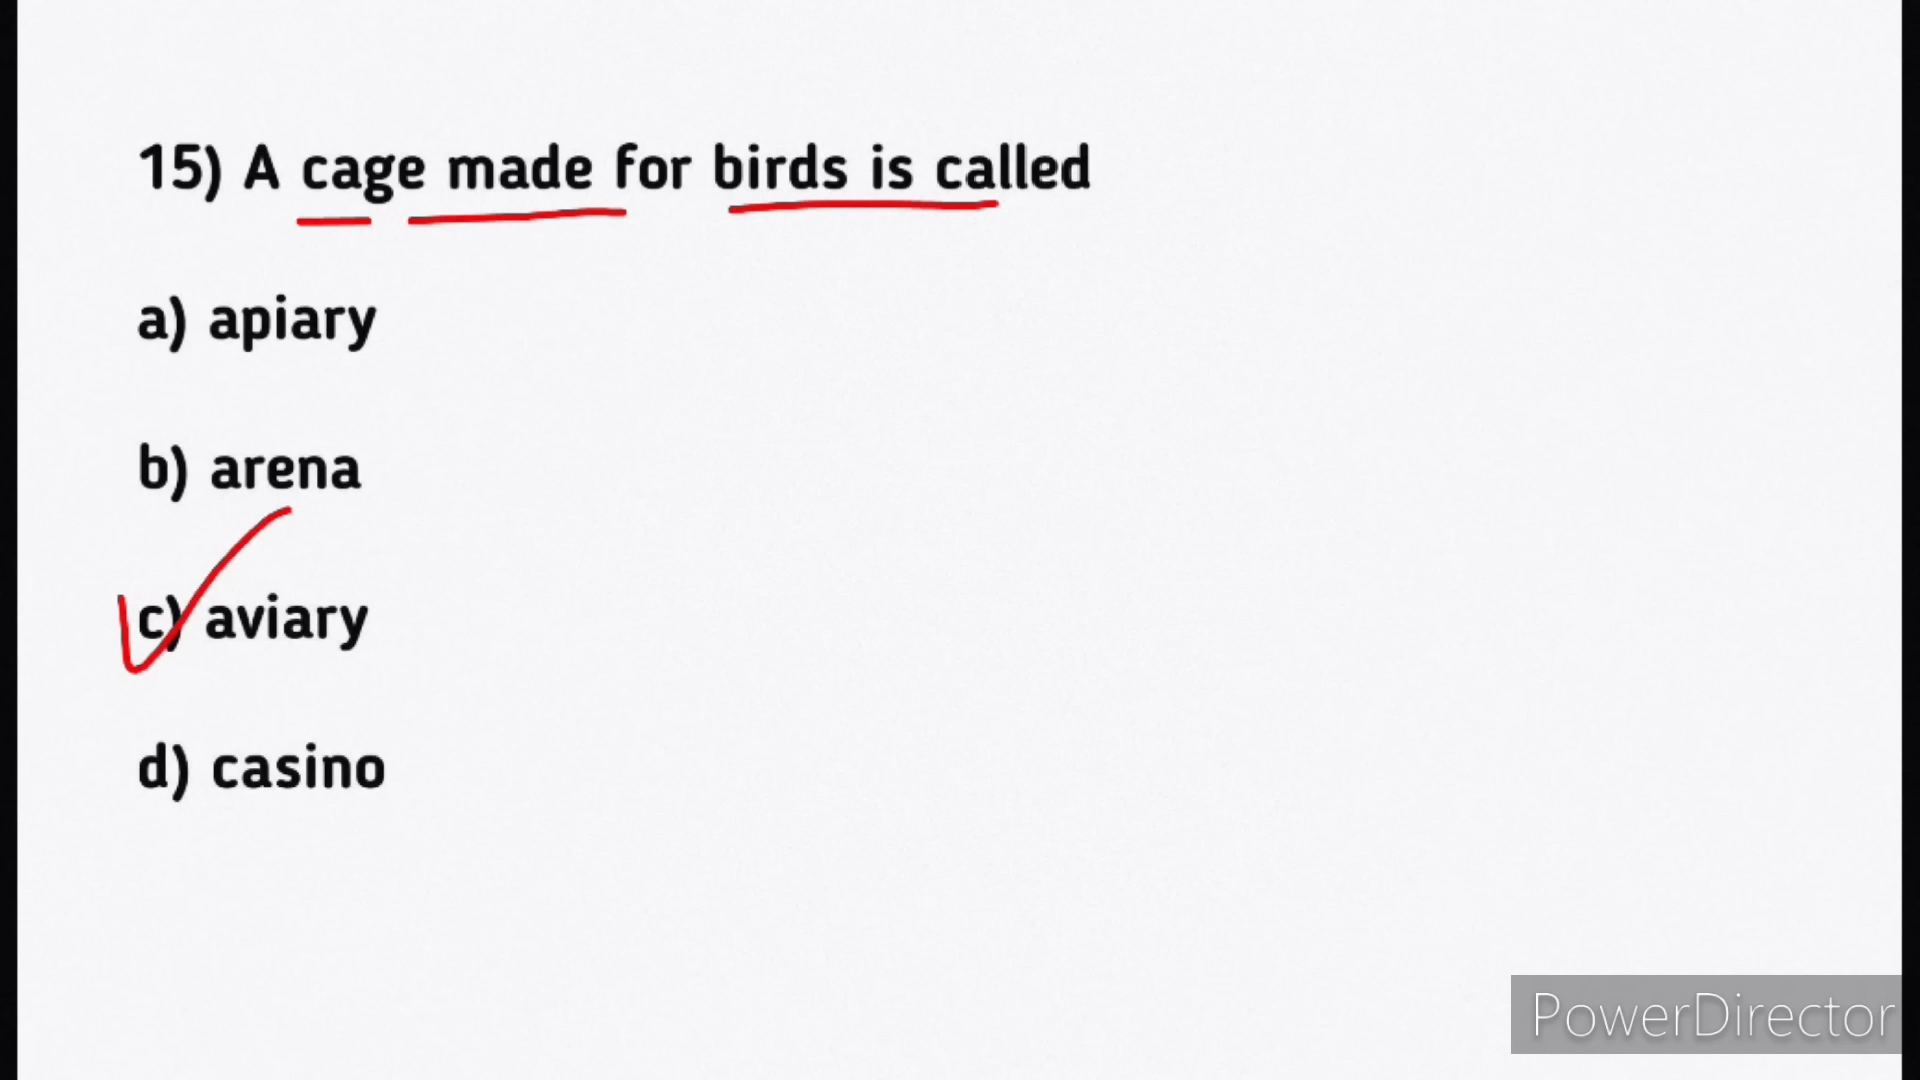 15) A cage made for birds is called
a) apiary
b) arena
c) aviary
d) casino
PowerDirector